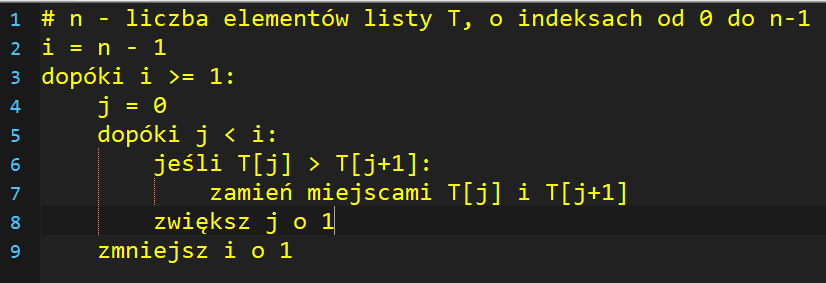 1 # n - liczba elementów listy T, o indeksach od 0 do n-1
2 i = n - 1
3 dopóki i >= 1:
4     j = 0
5     dopóki j < i:
6         jeśli T[j] > T[j+1]:
7             zamień miejscami T[j] i T[j+1]
8         zwiększ j o 1
9     zmniejsz i o 1